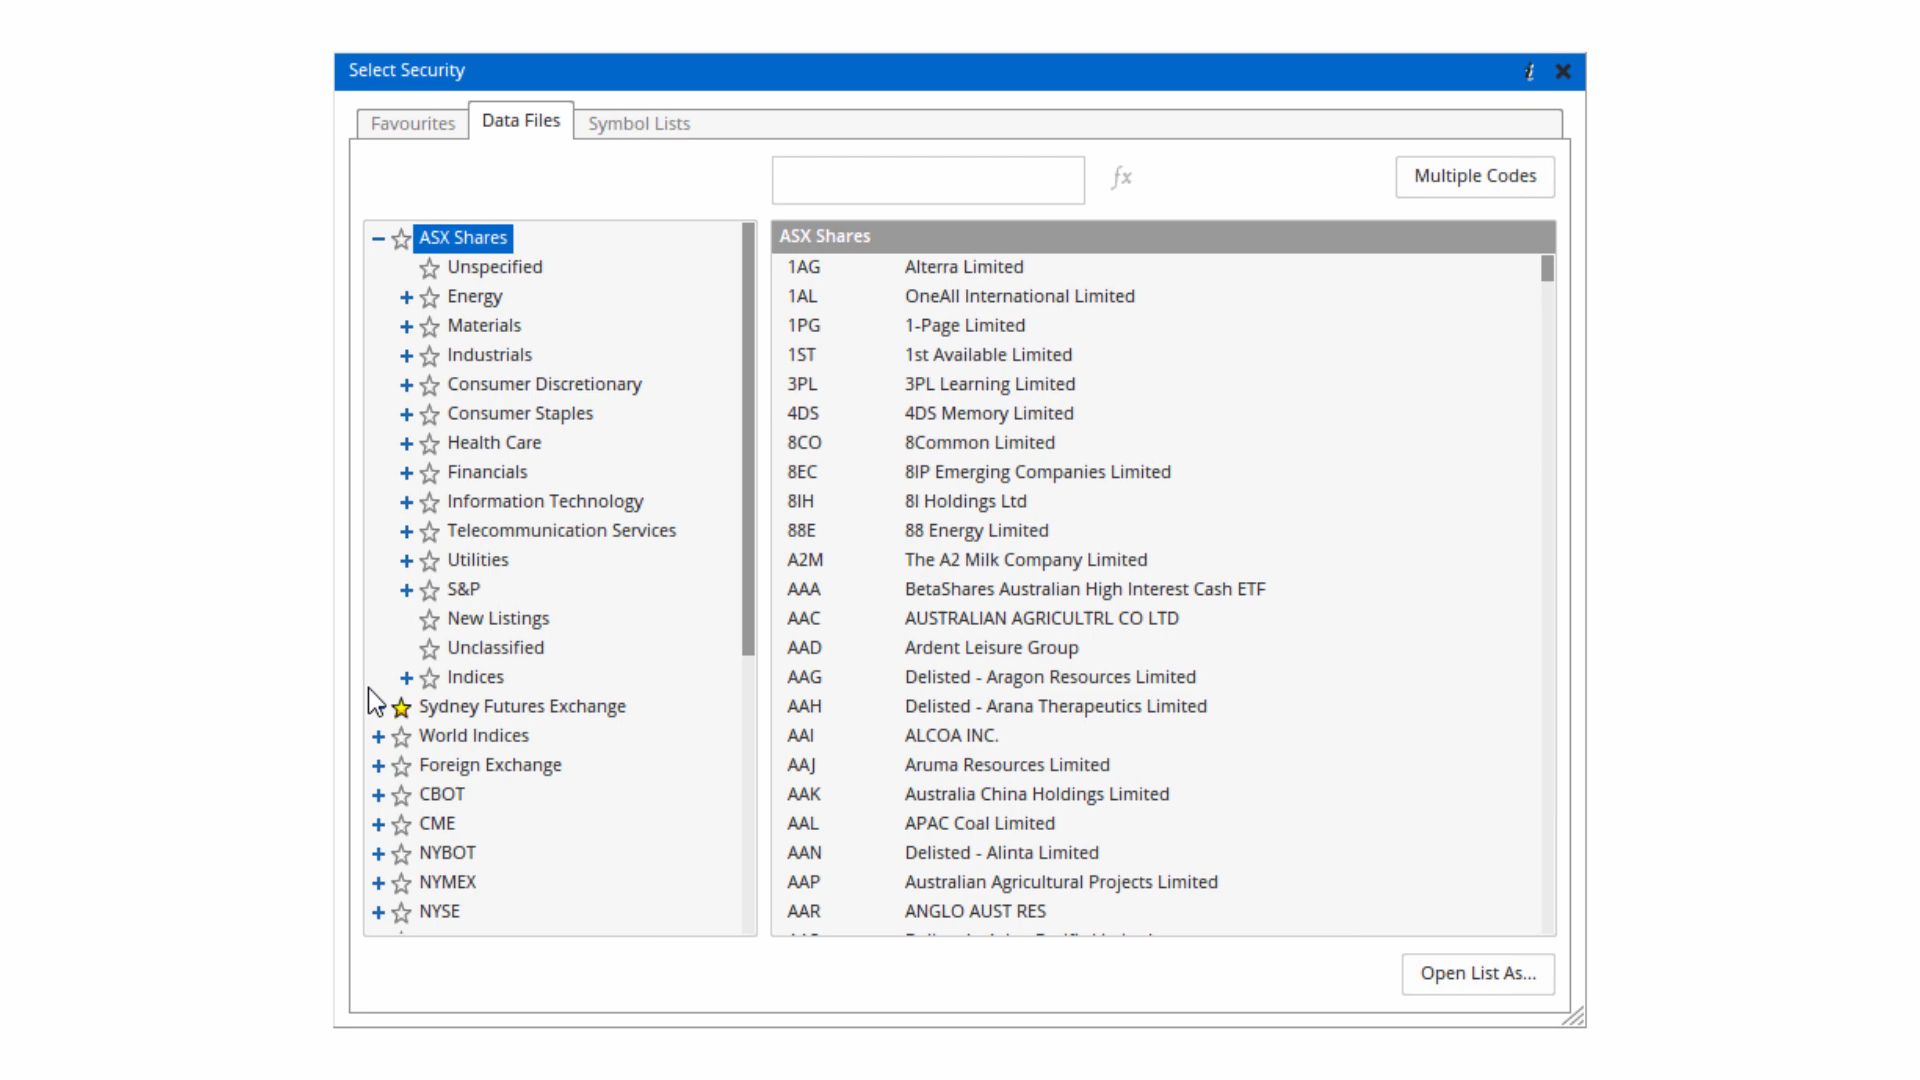 Select Security
Favourites
Data Files
Symbol Lists
fx
Multiple Codes
ASX Shares
Unspecified
Energy
Materials
Industrials
Consumer Discretionary
Consumer Staples
Health Care
Financials
Information Technology
Telecommunication Services
Utilities
S&P
New Listings
Unclassified
Indices
Sydney Futures Exchange
World Indices
Foreign Exchange
CBOT
CME
NYBOT
NYMEX
NYSE
ASX Shares
1AG Alterra Limited
1AL OneAll International Limited
1PG 1-Page Limited
1ST 1st Available Limited
3PL 3PL Learning Limited
4DS 4DS Memory Limited
8CO 8Common Limited
8EC 8IP Emerging Companies Limited
8IH 8I Holdings Ltd
88E 88 Energy Limited
A2M The A2 Milk Company Limited
AAA BetaShares Australian High Interest Cash ETF
AAC AUSTRALIAN AGRICULTRL CO LTD
AAD Ardent Leisure Group
AAG Delisted - Aragon Resources Limited
AAH Delisted - Arana Therapeutics Limited
AAI ALCOA INC.
AAJ Aruma Resources Limited
AAK Australia China Holdings Limited
AAL APAC Coal Limited
AAN Delisted - Alinta Limited
AAP Australian Agricultural Projects Limited
AAR ANGLO AUST RES
Open List As...